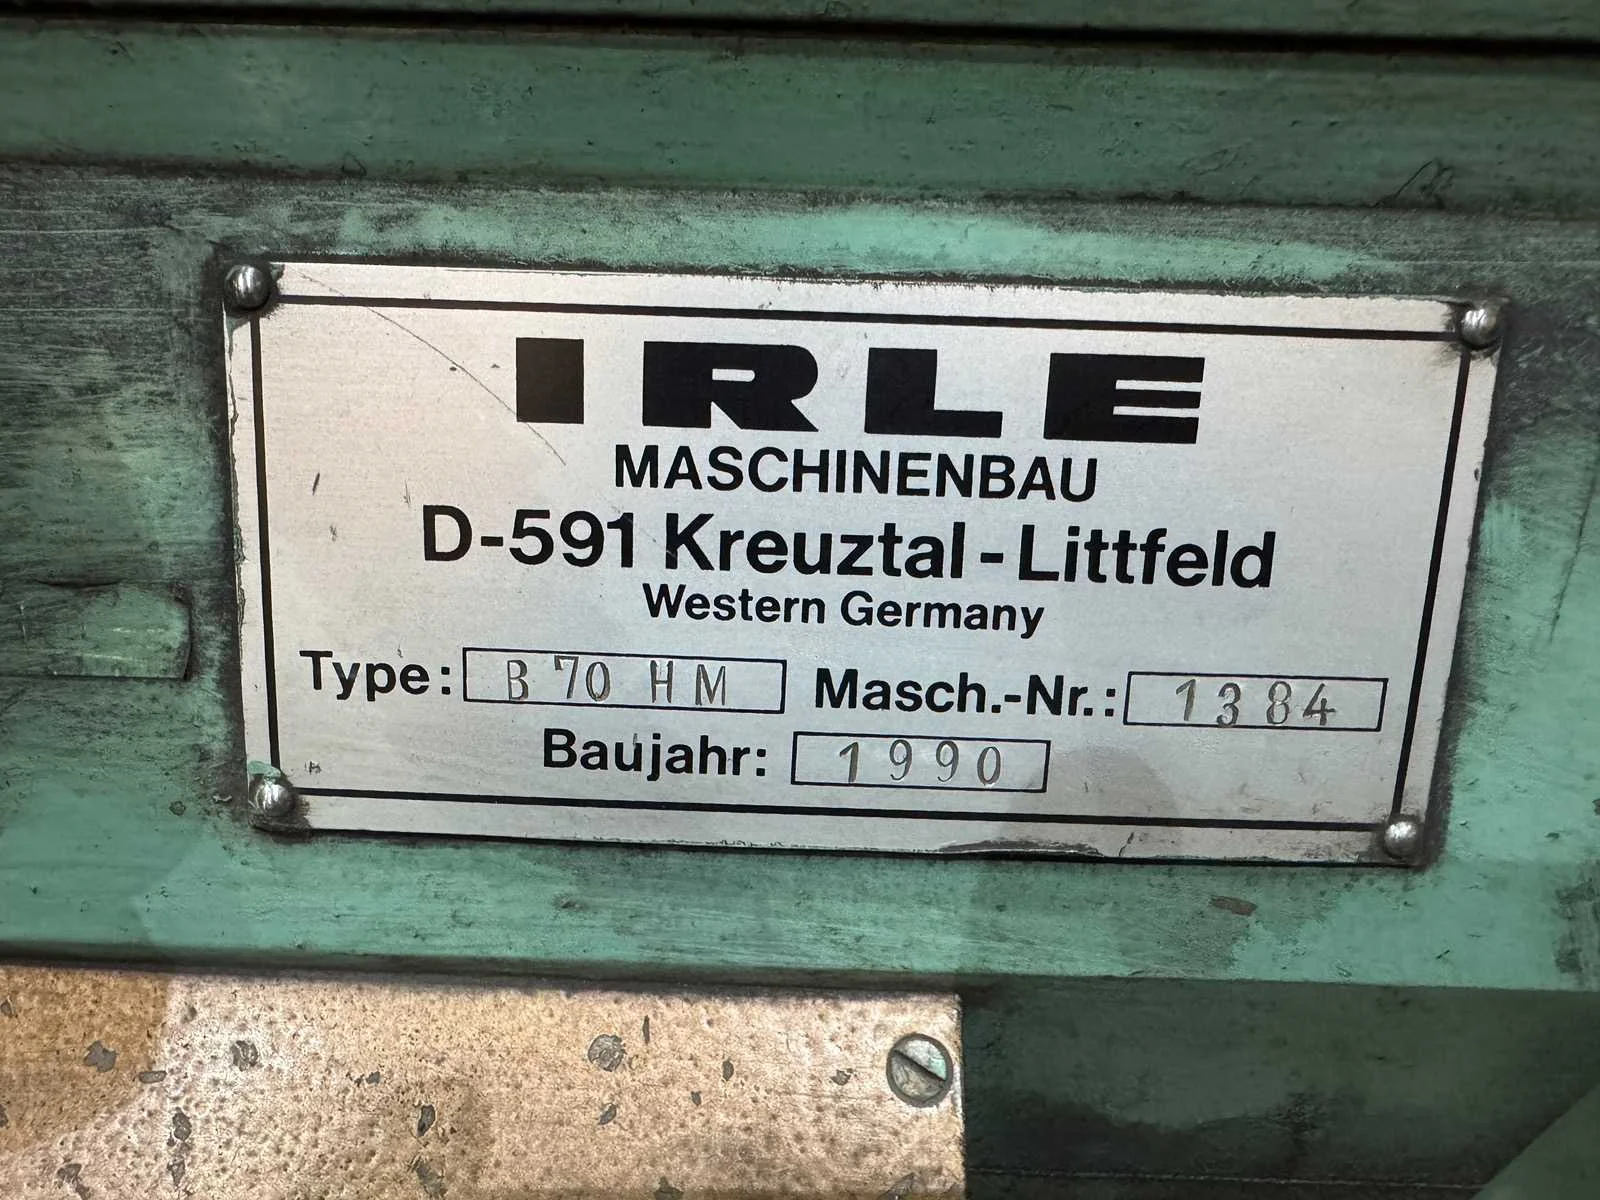 IRLE
MASCHINENBAU
D-591 Kreuztal-Littfeld
Western Germany
Type: B 70 HM Masch.-Nr.: 1384
Baujahr: 1990